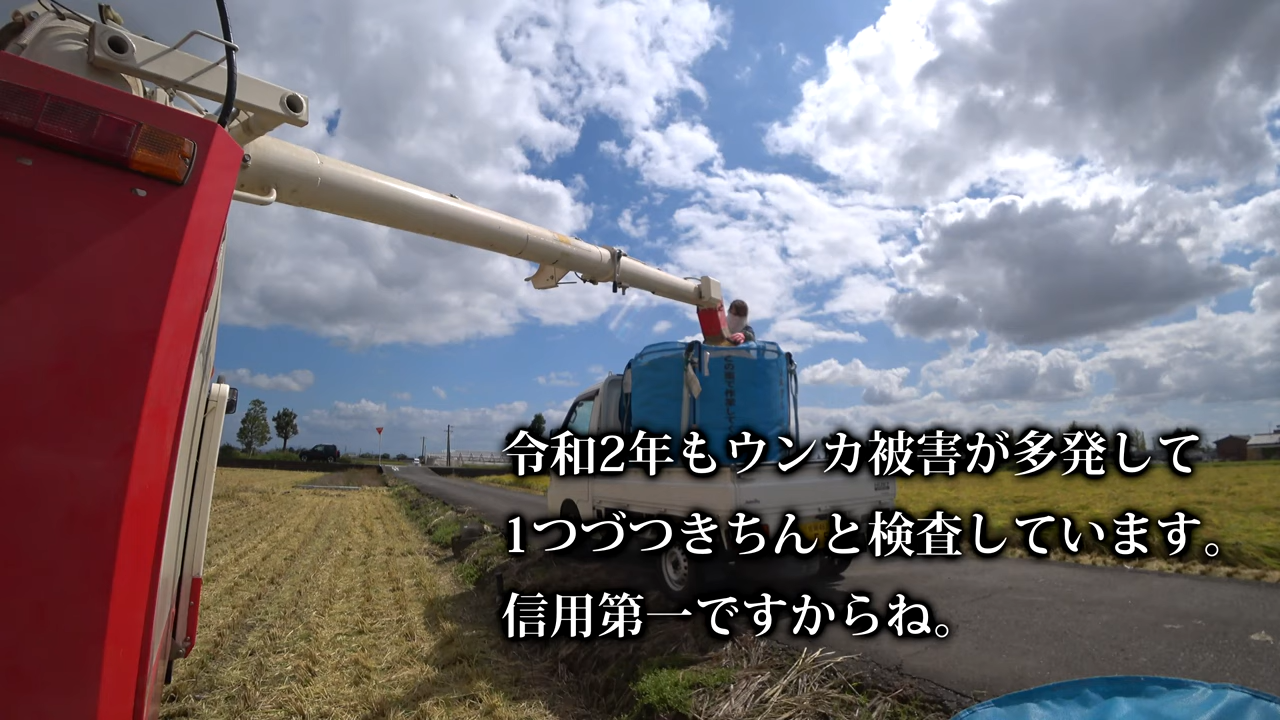 令和2年もウンカ被害が多発して
1つづつきちんと検査しています。
信用第一ですからね。